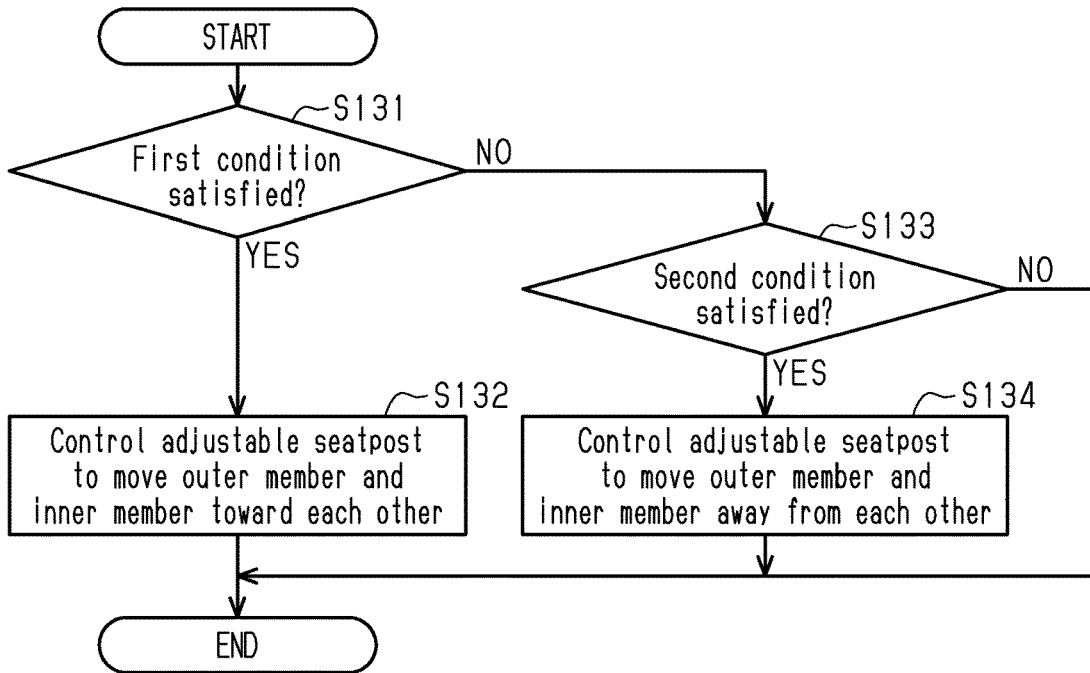 START
S131
First condition
satisfied?
NO
YES
S133
Second condition
satisfied?
NO
YES
S132
Control adjustable seatpost
to move outer member and
inner member toward each other
S134
Control adjustable seatpost
to move outer member and
inner member away from each other
END